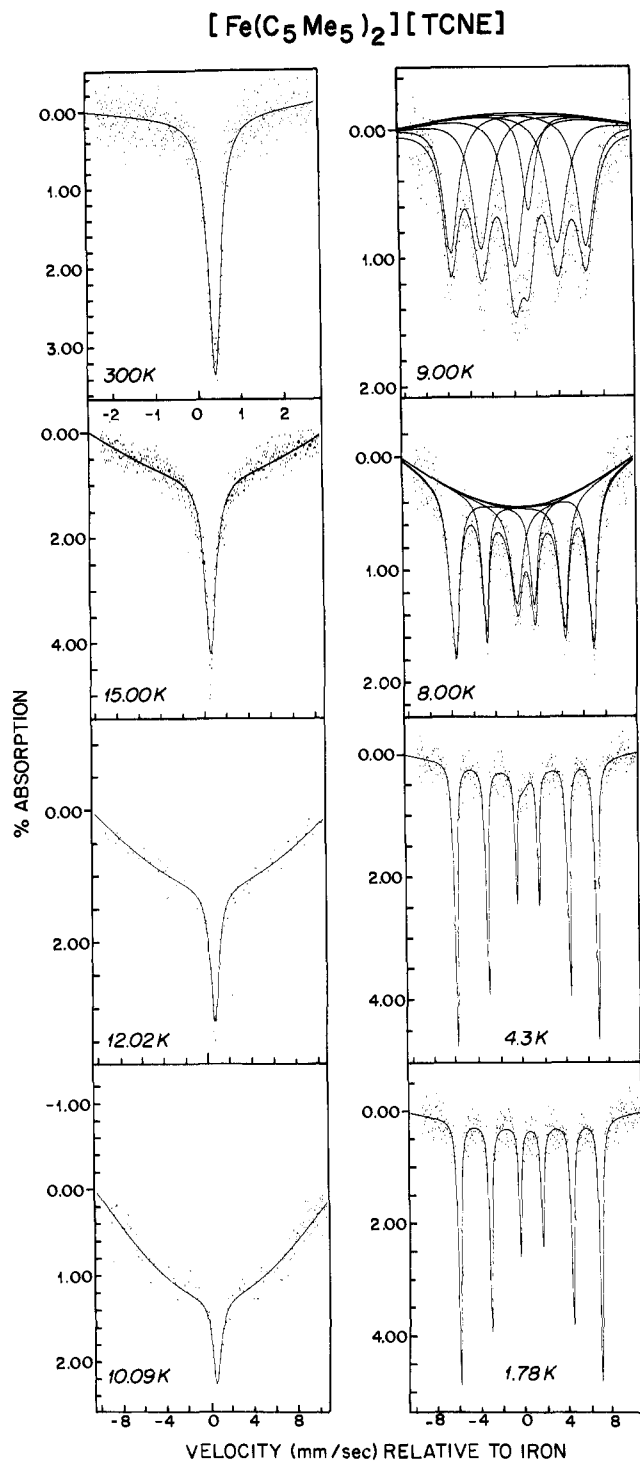 [Fe(C5Me5)2][TCNE]
0.00
1.00
2.00
3.00
300K
-2 -1 0 1 2
0.00
2.00
4.00
15.00K
0.00
2.00
12.02K
-1.00
0.00
1.00
2.00
10.09K
-8 -4 0 4 8
0.00
1.00
2.00
9.00K
0.00
1.00
2.00
8.00K
0.00
2.00
4.00
4.3K
0.00
2.00
4.00
1.78K
-8 -4 0 4 8
% ABSORPTION
VELOCITY (mm/sec) RELATIVE TO IRON